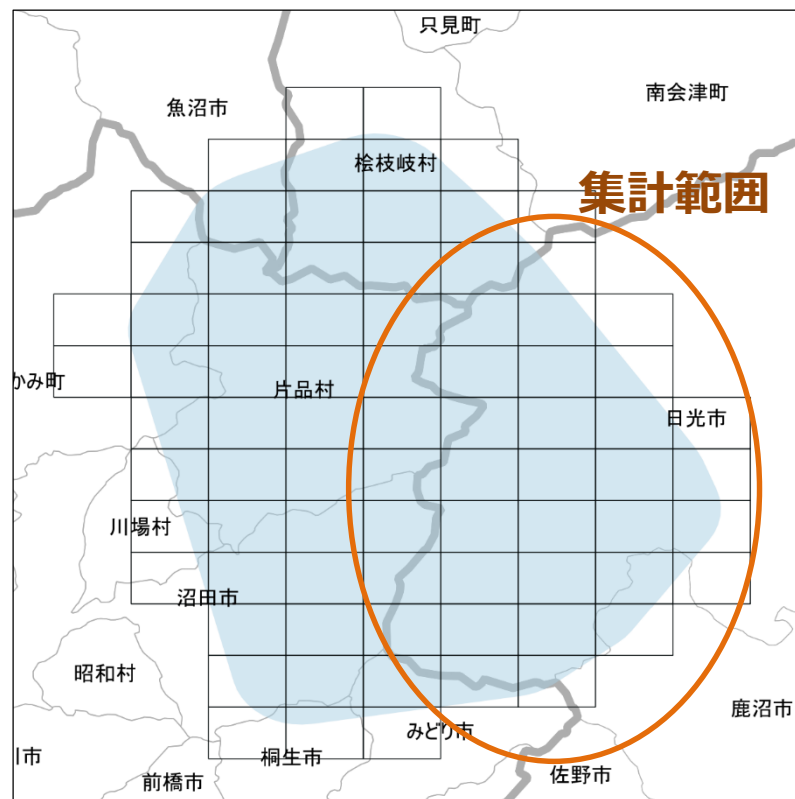 只見町
南会津町
魚沼市
桧枝岐村
集計範囲
かみ町
片品村
日光市
川場村
沼田市
昭和村
鹿沼市
みどり市
桐生市
佐野市
前橋市
川市